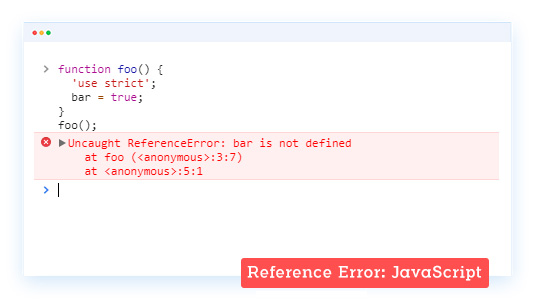 > function foo() {
'use strict';
bar = true;
}
foo();
▶Uncaught ReferenceError: bar is not defined
at foo (<anonymous>:3:7)
at <anonymous>:5:1
>
Reference Error: JavaScript